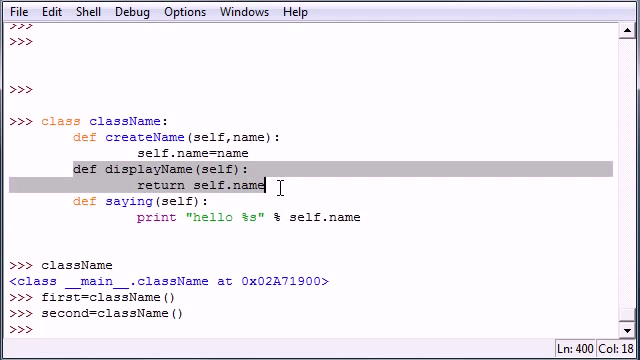 File Edit Shell Debug Options Windows Help
>>>
>>>
>>>
>>> class className:
def createName(self,name):
self.name=name
def displayName(self):
return self.name
def saying(self):
print "hello %s" % self.name
>>> className
<class __main__.className at 0x02A71900>
>>> first=className()
>>> second=className()
>>>
Ln: 400 Col: 18